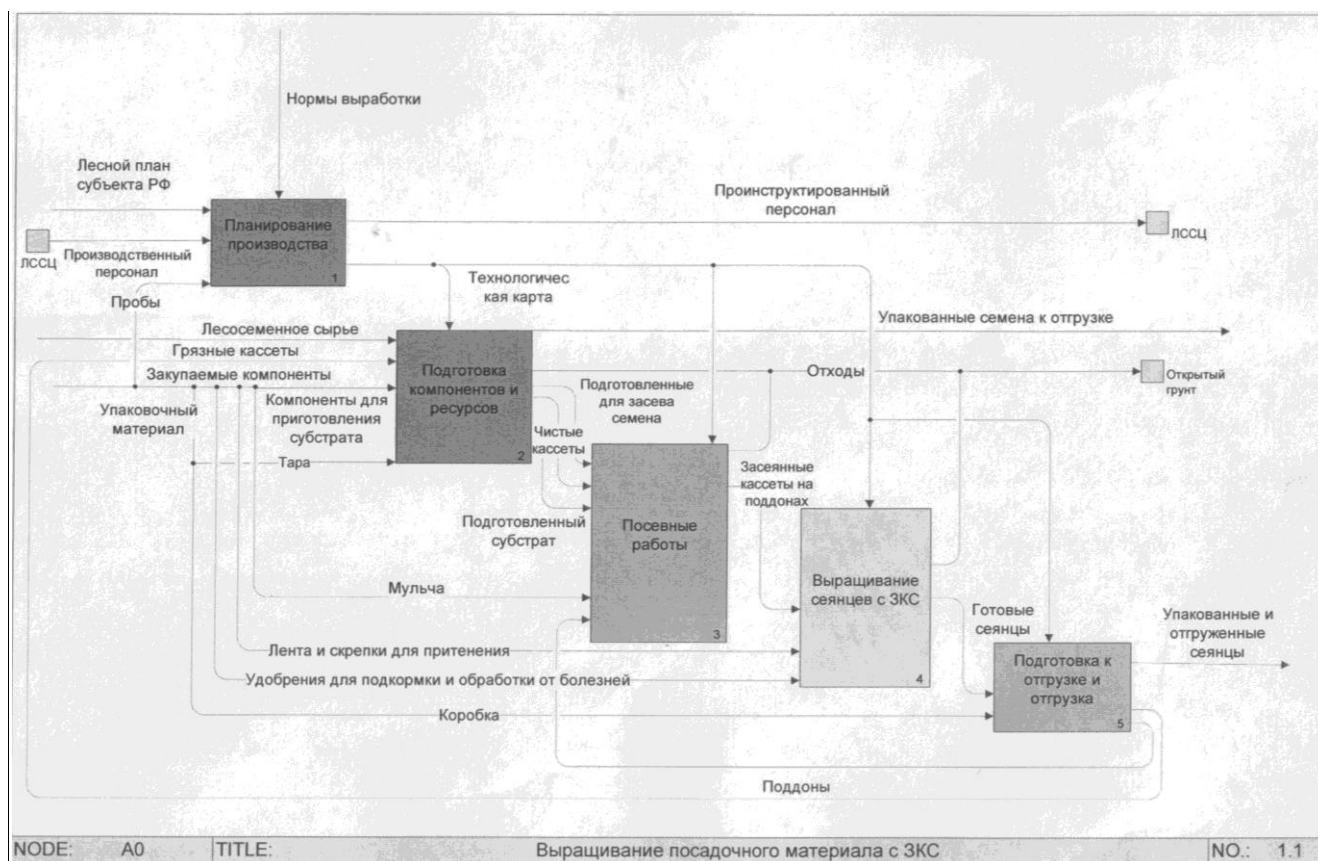 Нормы выработки
Лесной план
субъекта РФ
Планирование
производства
1
Проинструктированный
персонал
ЛССЦ
ЛССЦ
Производственный
персонал
Пробы
Технологичес
кая карта
Лесосеменное сырье
Грязные кассеты
Закупаемые компоненты
Упаковочный
материал
Компоненты для
приготовления
субстрата
Тара
Подготовка
компонентов и
ресурсов
2
Упакованные семена к отгрузке
Отходы
Открытый
грунт
Подготовленные
для засева
семена
Чистые
кассеты
Подготовленный
субстрат
Посевные
работы
3
Засеянные
кассеты на
поддонах
Мульча
Выращивание
сеянцев с ЗКС
4
Лента и скрепки для притенения
Удобрения для подкормки и обработки от болезней
Коробка
Готовые
сеянцы
Подготовка к
отгрузке и
отгрузка
5
Упакованные и
отгруженные
сеянцы
Поддоны
NODE: A0 TITLE: Выращивание посадочного материала с ЗКС NO.: 1.1